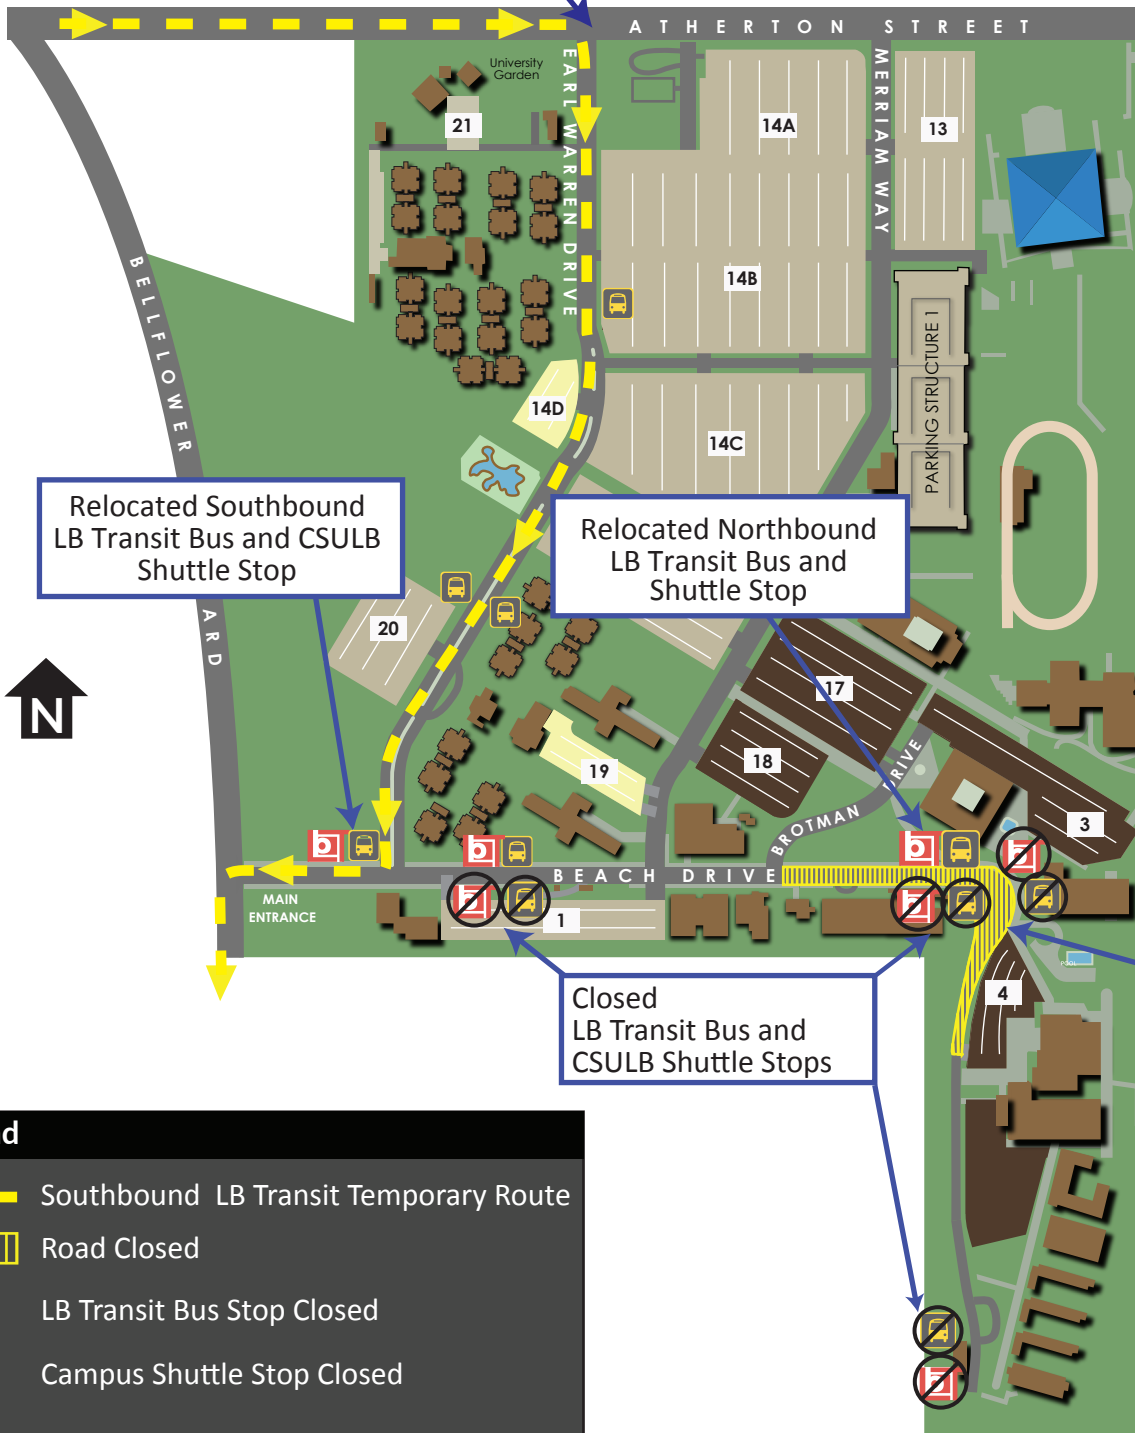 ATHERTON STREET
EARL WARREN DRIVE
MERRIAM WAY
University
Garden
21
14A
13
BELLFLOWER
14B
PARKING STRUCTURE 1
14D
14C
Relocated Southbound
LB Transit Bus and CSULB
Shuttle Stop
Relocated Northbound
LB Transit Bus and
Shuttle Stop
ARD
20
N
17
18
19
BROTMAN DRIVE
3
b
b
b
b
BEACH DRIVE
MAIN
ENTRANCE
b
b
1
POOL
4
Closed
LB Transit Bus and
CSULB Shuttle Stops
nd
Southbound LB Transit Temporary Route
Road Closed
LB Transit Bus Stop Closed
Campus Shuttle Stop Closed
b